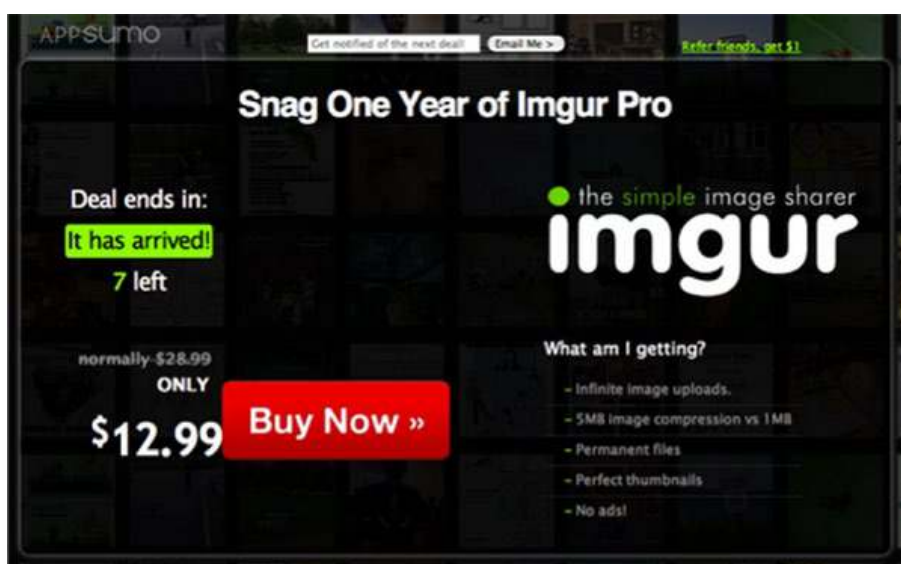 APPSUMO
Get notified of the next deal! Email Me > Refer friends, get $1
Snag One Year of Imgur Pro
Deal ends in:
It has arrived!
7 left
the simple image sharer
imgur
normally $28.99
ONLY
$12.99
Buy Now »
What am I getting?
– Infinite image uploads.
– 5MB image compression vs 1MB
– Permanent files
– Perfect thumbnails
– No ads!